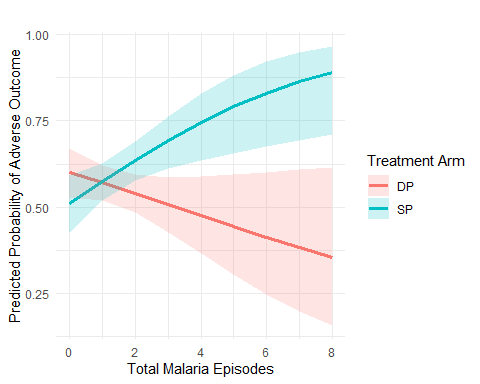 1.00
0.75
0.50
0.25
Predicted Probability of Adverse Outcome
0 2 4 6 8
Total Malaria Episodes
Treatment Arm
DP
SP